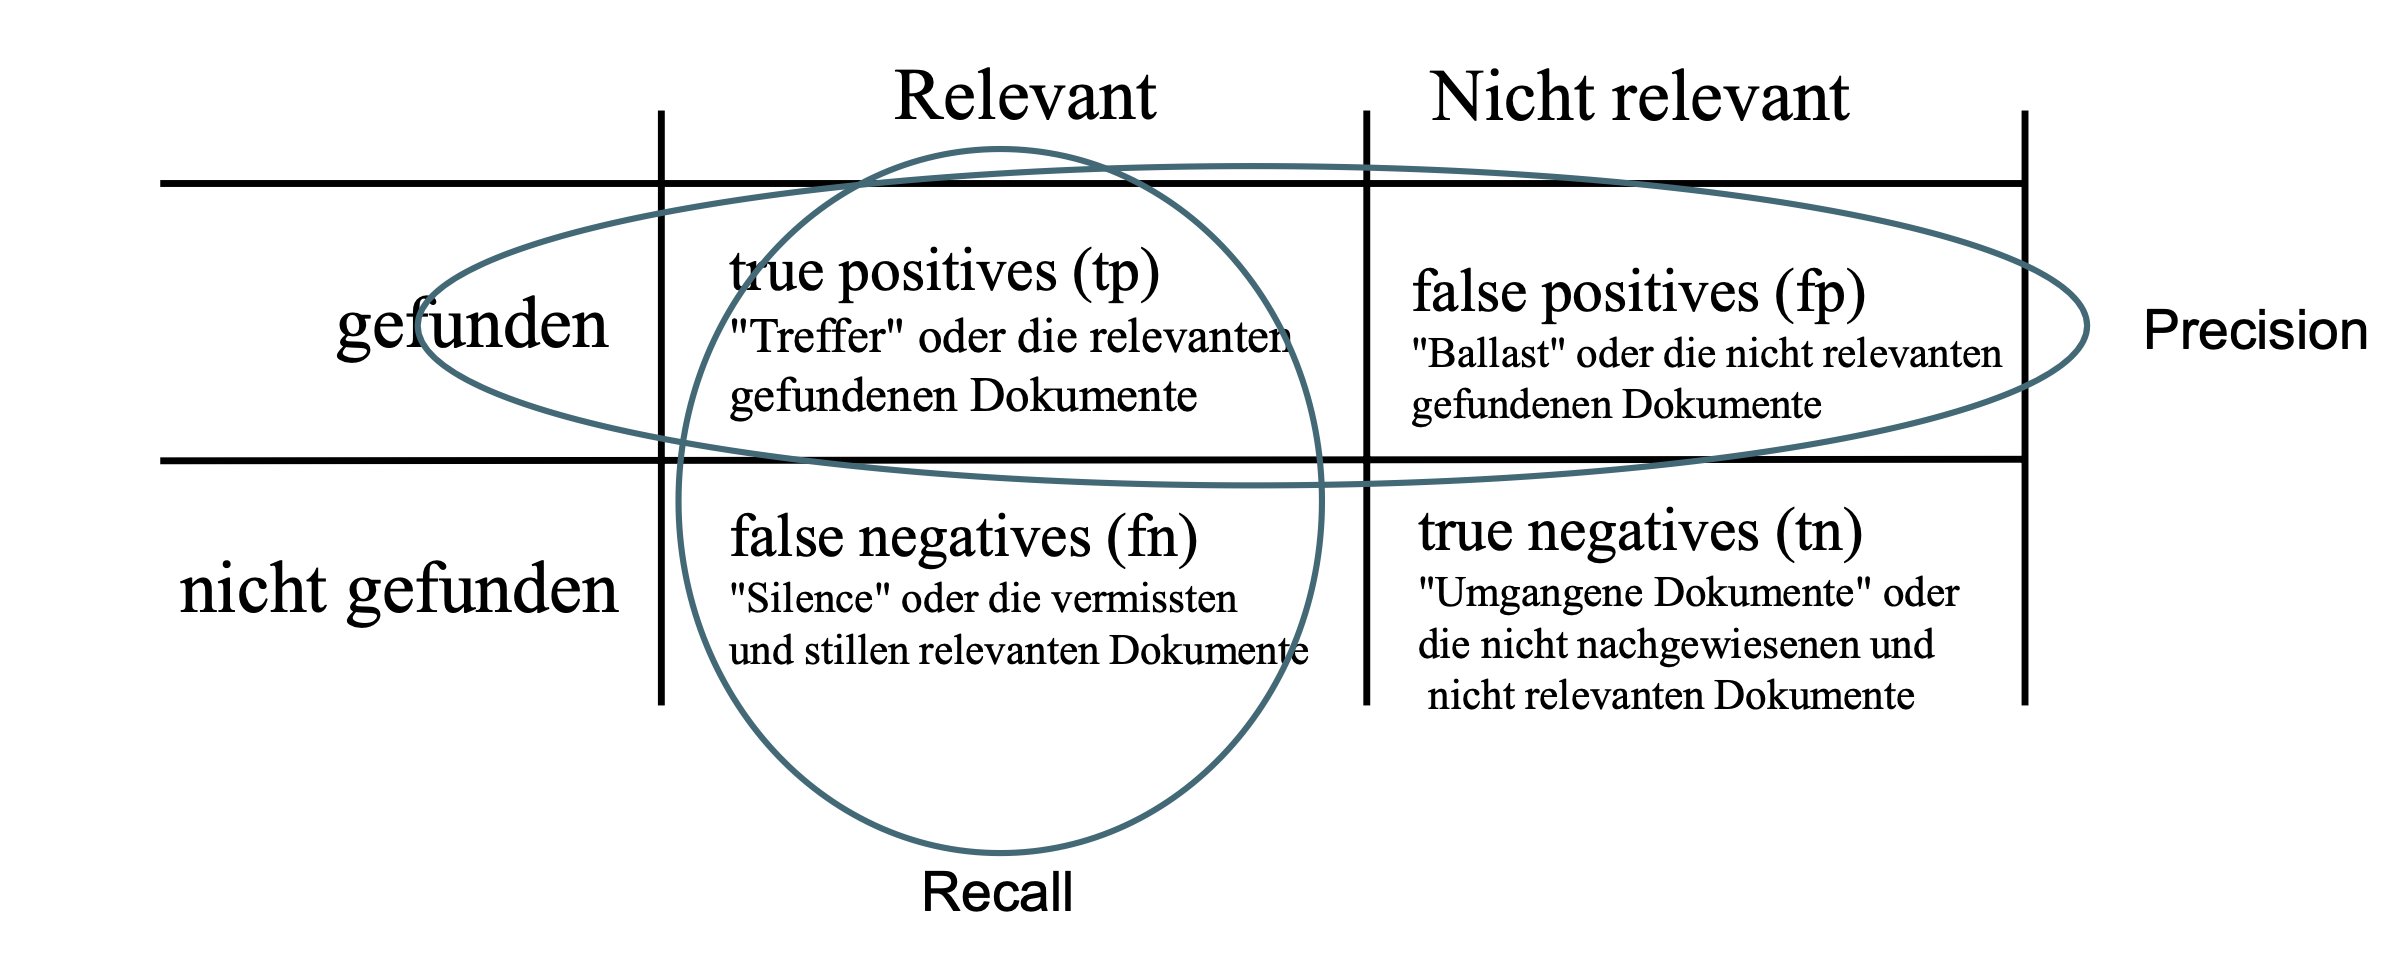 Relevant
Nicht relevant
gefunden
true positives (tp)
"Treffer" oder die relevanten
gefundenen Dokumente
false positives (fp)
"Ballast" oder die nicht relevanten
gefundenen Dokumente
Precision
nicht gefunden
false negatives (fn)
"Silence" oder die vermissten
und stillen relevanten Dokumente
true negatives (tn)
"Umgangene Dokumente" oder
die nicht nachgewiesenen und
nicht relevanten Dokumente
Recall